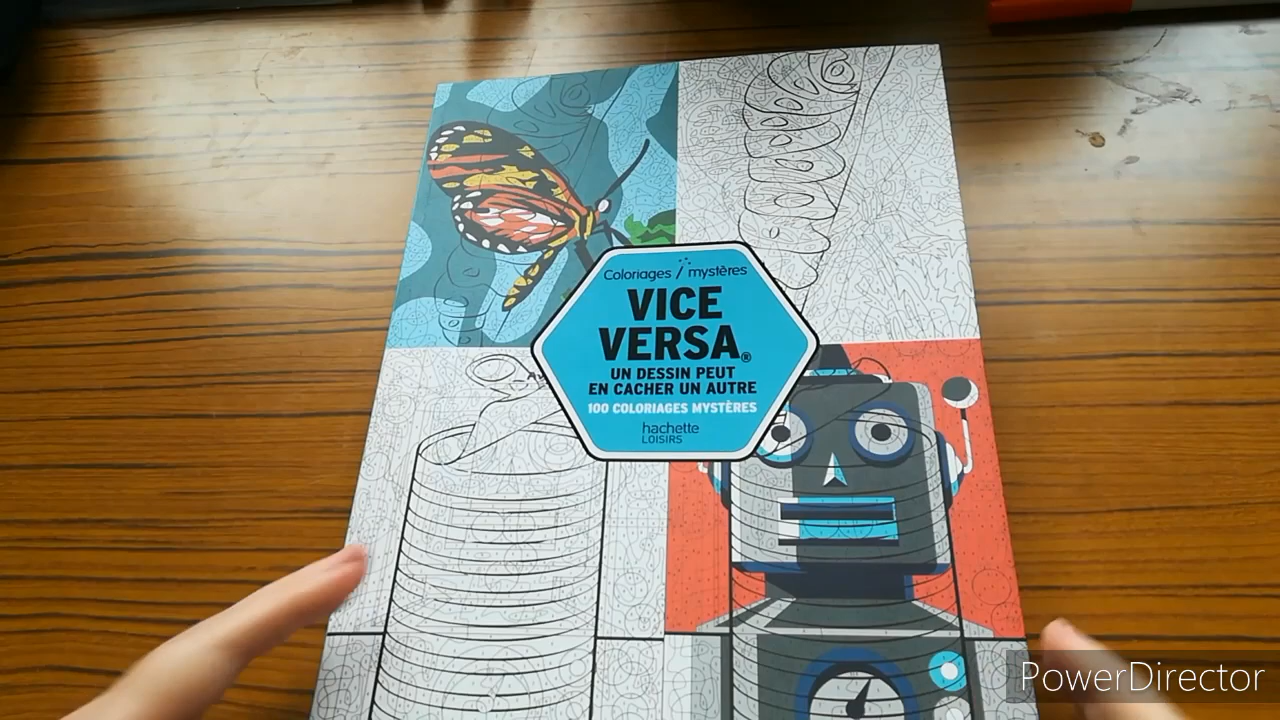 Coloriages mystères
VICE
VERSA®
UN DESSIN PEUT
EN CACHER UN AUTRE
100 COLORIAGES MYSTÈRES
hachette
LOISIRS
PowerDirector